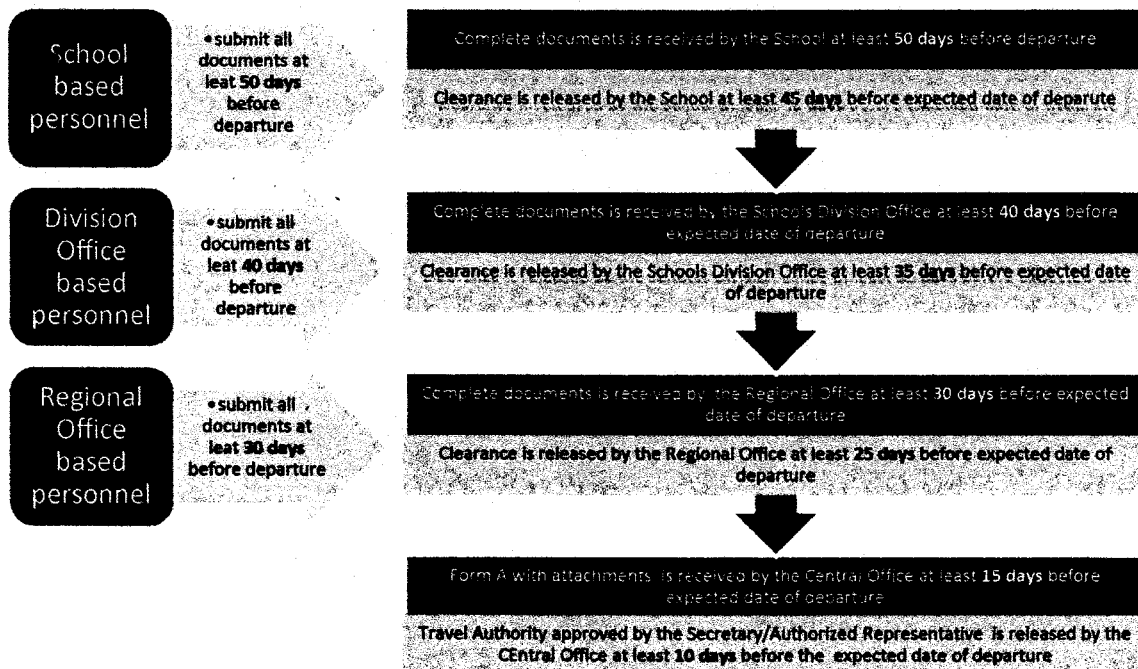 School
based
personnel
• submit all
documents at
leat 50 days
before
departure
Complete documents is received by the School at least 50 days before departure
Clearance is released by the School at least 45 days before expected date of deparute
Division
Office
based
personnel
• submit all
documents at
leat 40 days
before
departure
Complete documents is received by the Schools Division Office at least 40 days before
expected date of departure
Clearance is released by the Schools Division Office at least 35 days before expected date
of departure
Regional
Office
based
personnel
• submit all
documents at
leat 30 days
before departure
Complete documents is received by the Regional Office at least 30 days before expected
date of departure
Clearance is released by the Regional Office at least 25 days before expected date of
departure
Form A with attachments is received by the Central Office at least 15 days before
expected date of departure
Travel Authority approved by the Secretary/Authorized Representative is released by the
CEntral Office at least 10 days before the expected date of departure